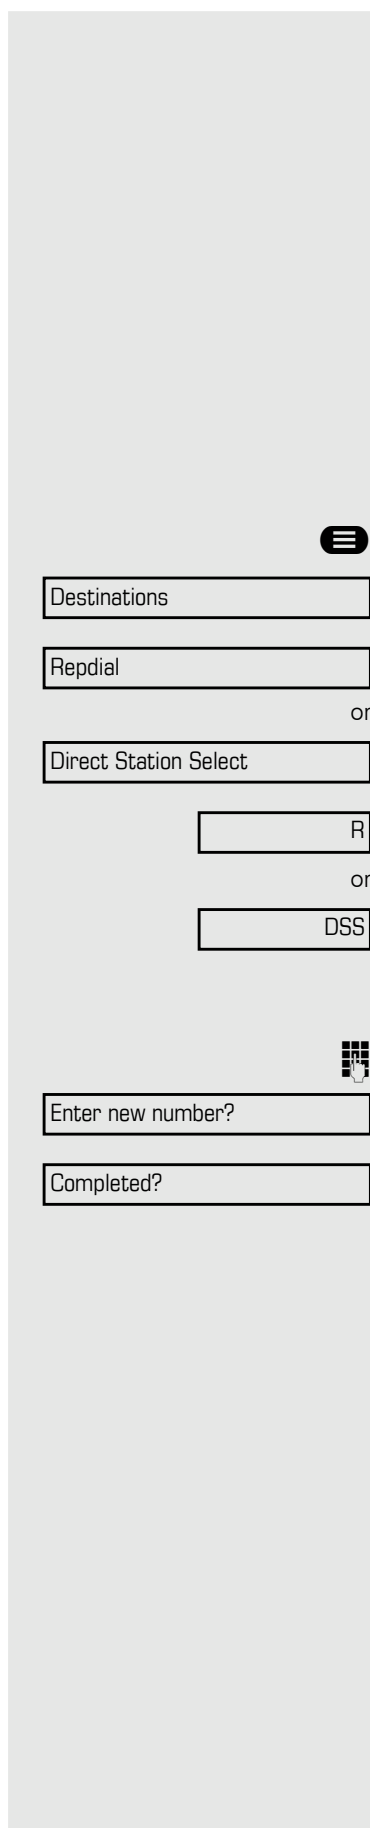 Destinations
Repdial
or
Direct Station Select
R
or
DSS
Enter new number?
Completed?